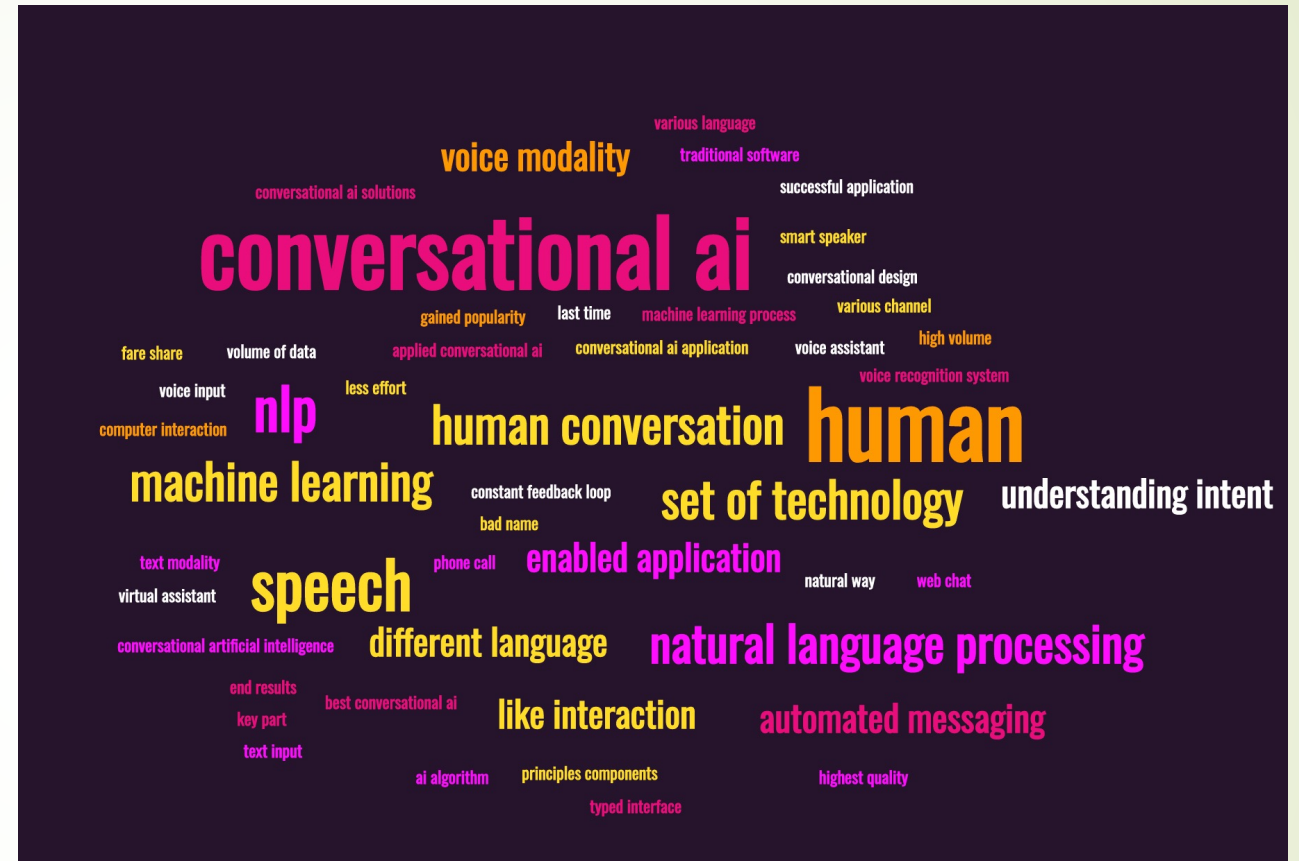 various language
voice modality
traditional software
conversational ai solutions
successful application
conversational ai
smart speaker
conversational design
gained popularity
last time
machine learning process
various channel
fare share
volume of data
applied conversational ai
conversational ai application
voice assistant
high volume
voice input
nlp
less effort
voice recognition system
computer interaction
human conversation
human
machine learning
constant feedback loop
set of technology
understanding intent
bad name
text modality
phone call
enabled application
virtual assistant
speech
natural way
web chat
conversational artificial intelligence
different language
natural language processing
end results
best conversational ai
key part
like interaction
automated messaging
text input
ai algorithm
principles components
highest quality
typed interface